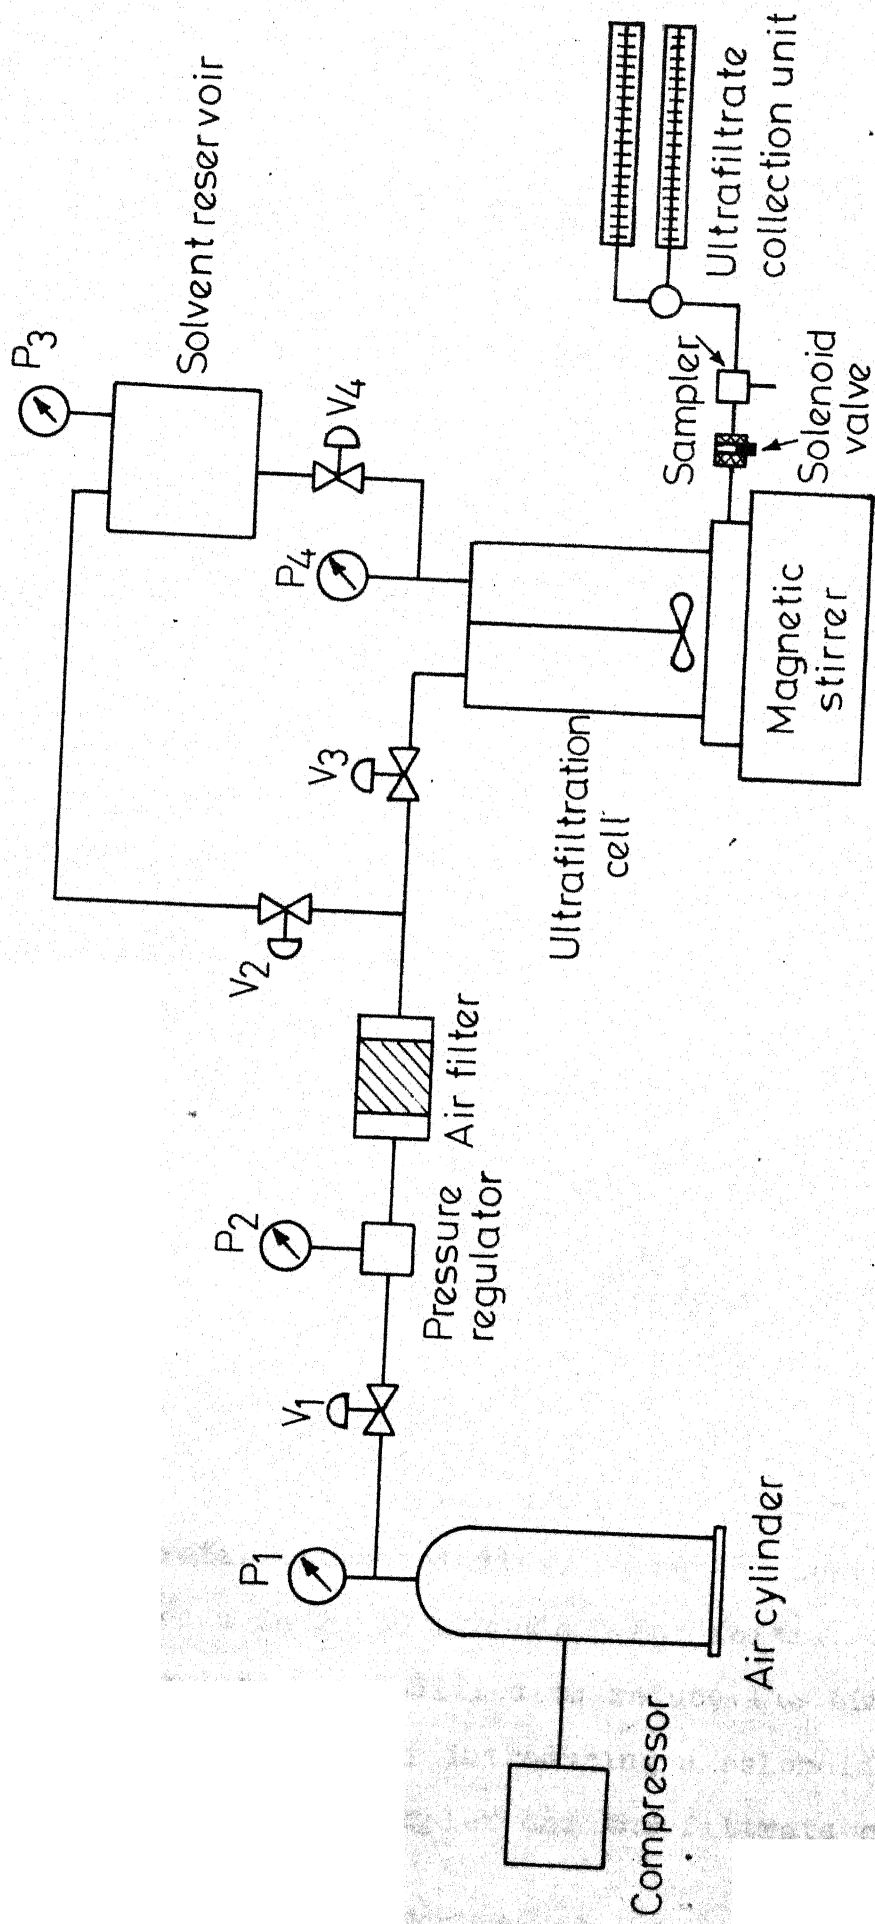 P3
Solvent reservoir
V4
P4
V3
V2
P2
V1
P1
Ultrafiltrate
collection unit
Sampler
Solenoid
valve
Magnetic
stirrer
Ultrafiltration
cell
Air filter
Pressure
regulator
Air cylinder
Compressor